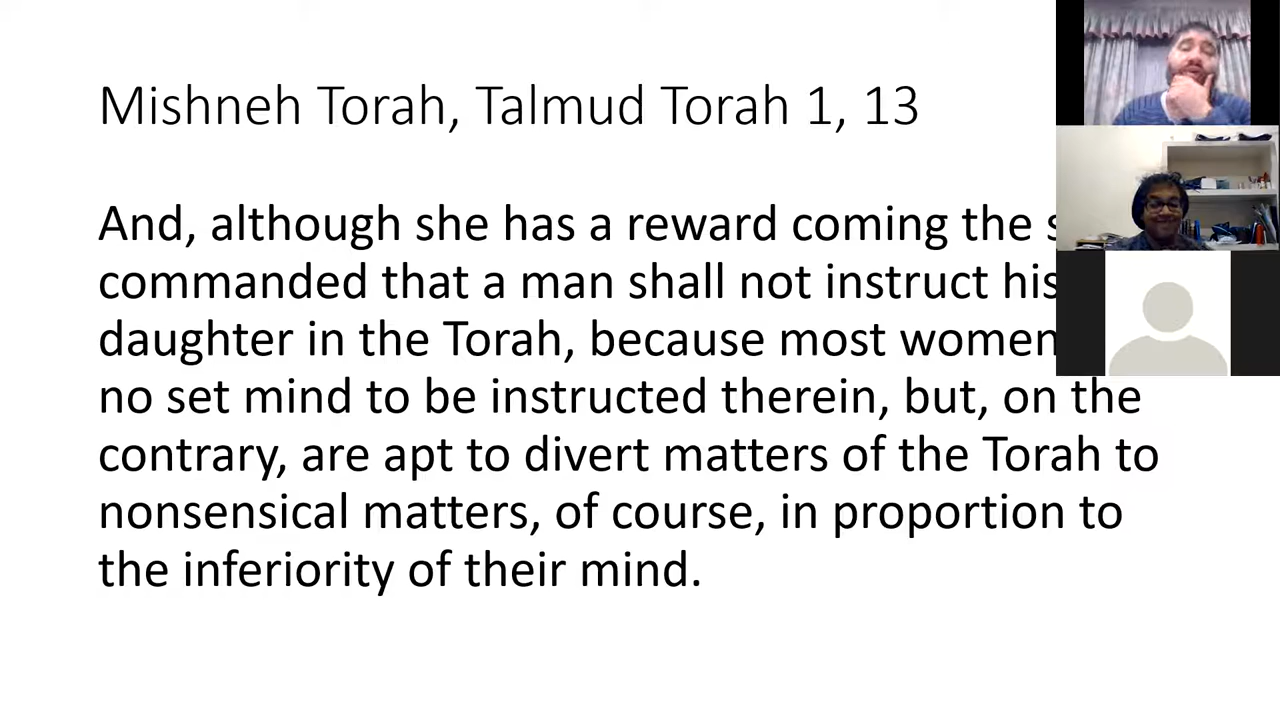 Mishneh Torah, Talmud Torah 1, 13
And, although she has a reward coming the
commanded that a man shall not instruct his
daughter in the Torah, because most women
no set mind to be instructed therein, but, on the
contrary, are apt to divert matters of the Torah to
nonsensical matters, of course, in proportion to
the inferiority of their mind.